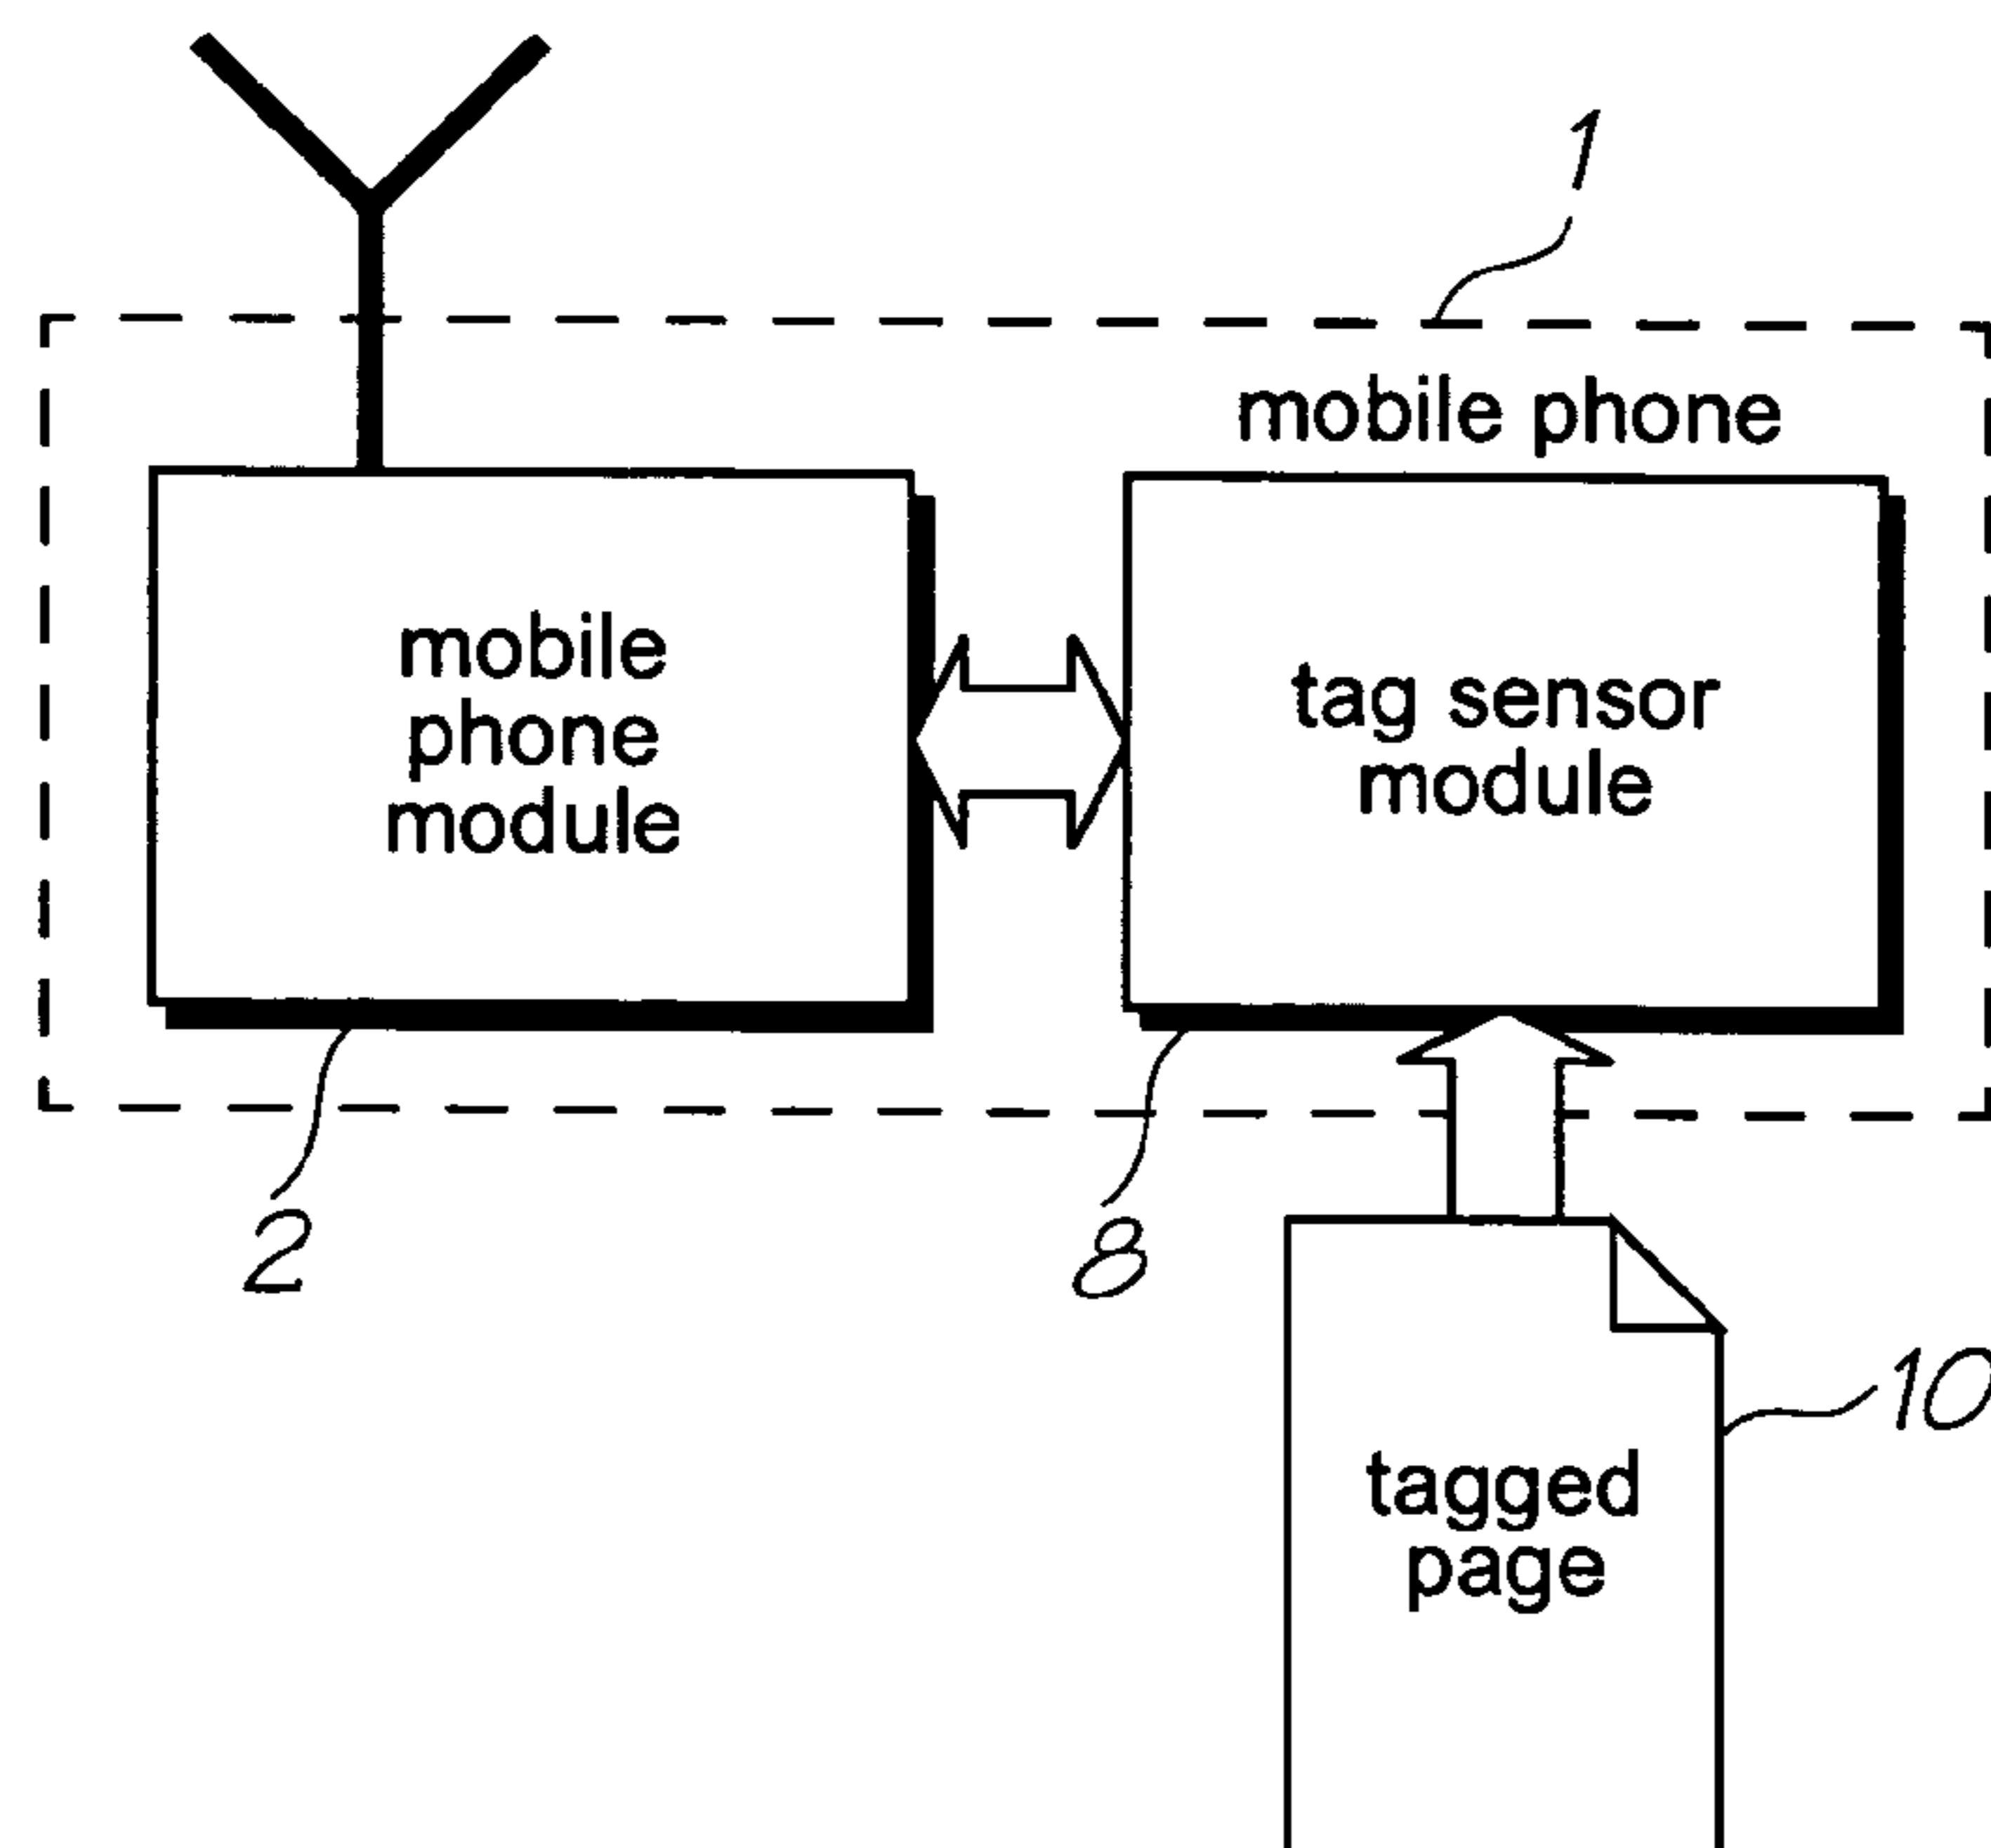 1
mobile phone
mobile
phone
module
tag sensor
module
2
8
10
tagged
page